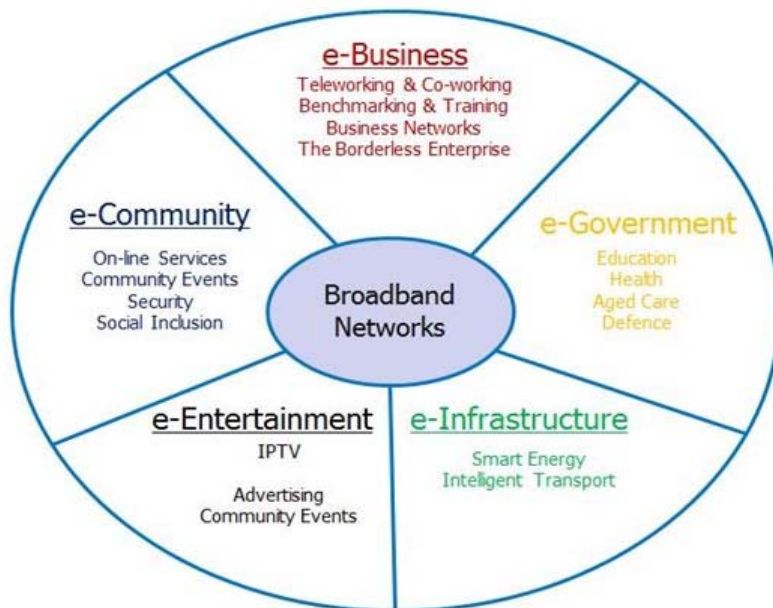 e-Business
Teleworking & Co-working
Benchmarking & Training
Business Networks
The Borderless Enterprise
e-Community
On-line Services
Community Events
Security
Social Inclusion
e-Government
Education
Health
Aged Care
Defence
Broadband
Networks
e-Entertainment
IPTV
Advertising
Community Events
e-Infrastructure
Smart Energy
Intelligent Transport